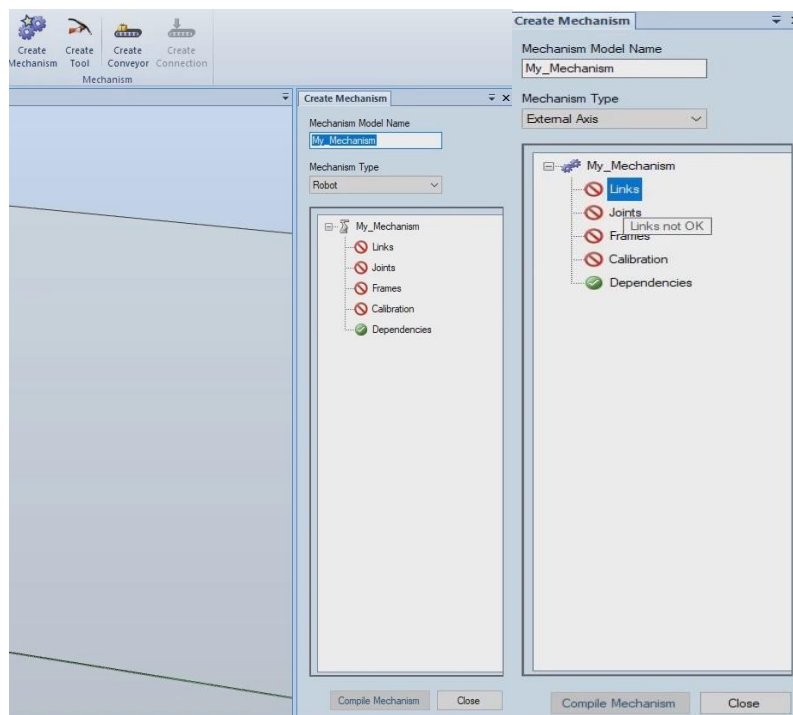 Create Mechanism
Create Tool
Create Conveyor
Create Connection
Mechanism
Create Mechanism
Mechanism Model Name
My_Mechanism
Mechanism Type
Robot
My_Mechanism
Links
Joints
Frames
Calibration
Dependencies
Compile Mechanism
Close
Create Mechanism
Mechanism Model Name
My_Mechanism
Mechanism Type
External Axis
My_Mechanism
Links
Joints
Links not OK
Frames
Calibration
Dependencies
Compile Mechanism
Close